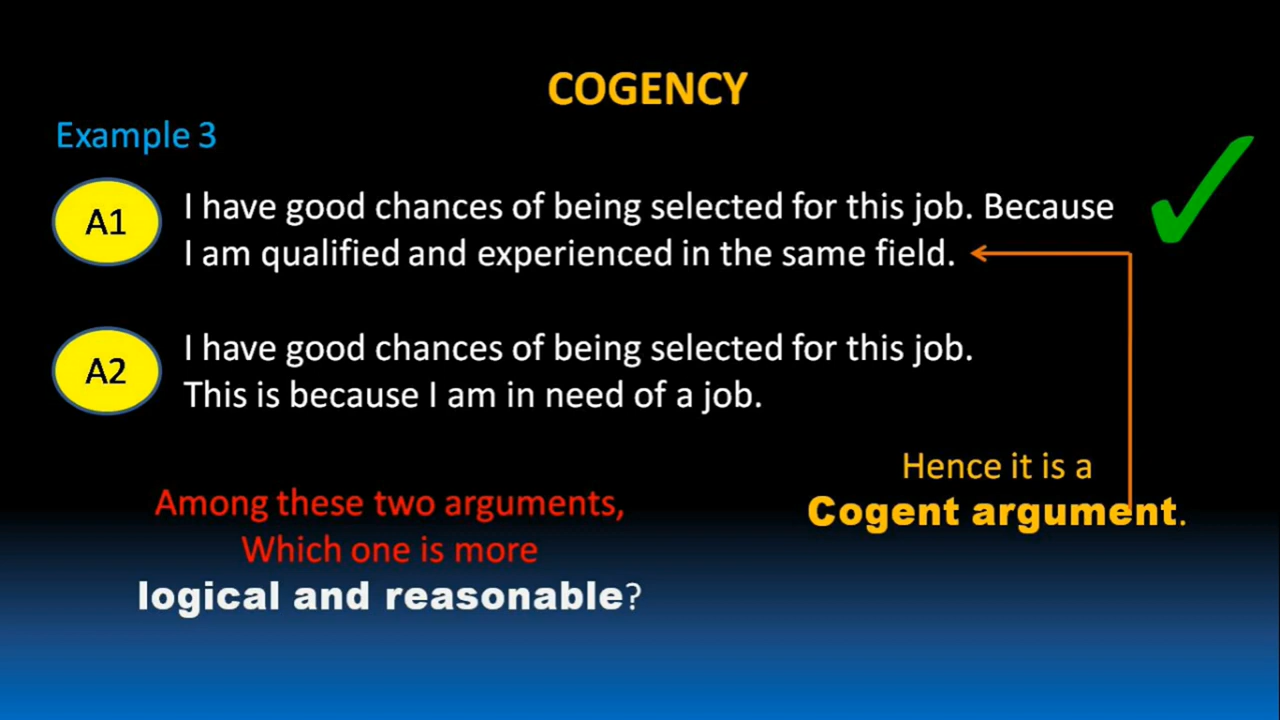 COGENCY
Example 3
A1
I have good chances of being selected for this job. Because
I am qualified and experienced in the same field.
A2
I have good chances of being selected for this job.
This is because I am in need of a job.
Among these two arguments,
Which one is more
logical and reasonable?
Hence it is a
Cogent argument.